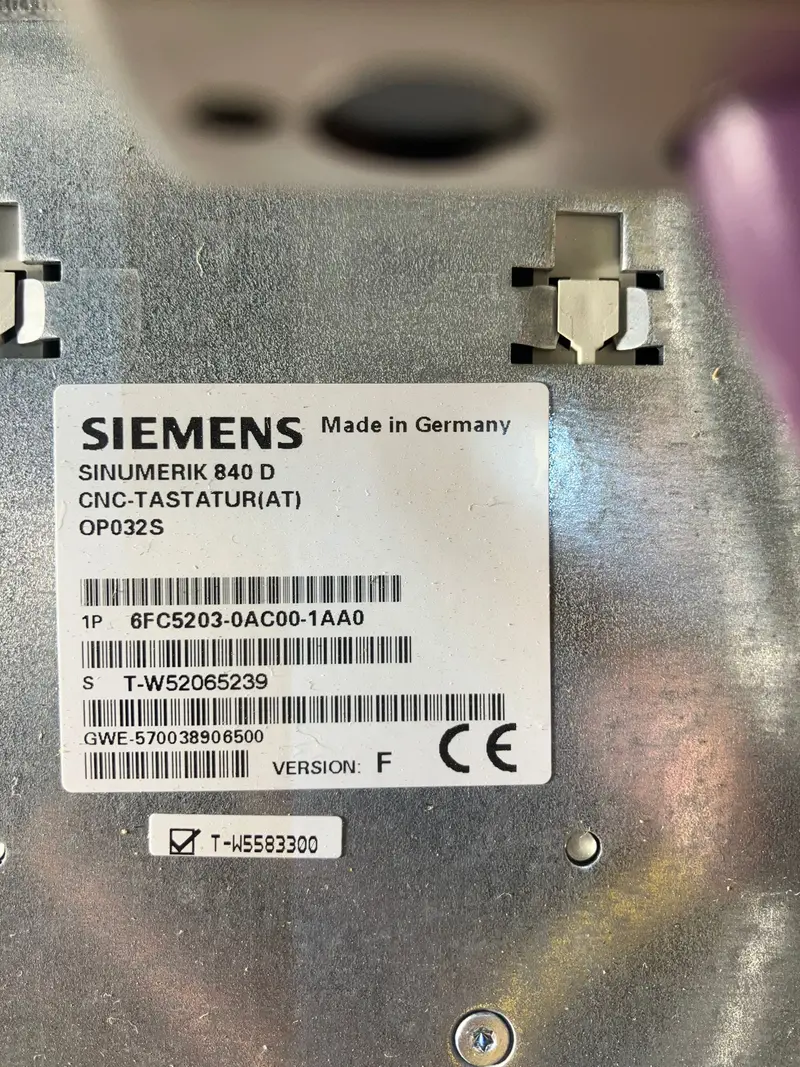 SIEMENS Made in Germany
SINUMERIK 840 D
CNC-TASTATUR(AT)
OP032S
1P 6FC5203-0AC00-1AA0
S T-W52065239
GWE-570038906500
VERSION: F CE
T-W5583300